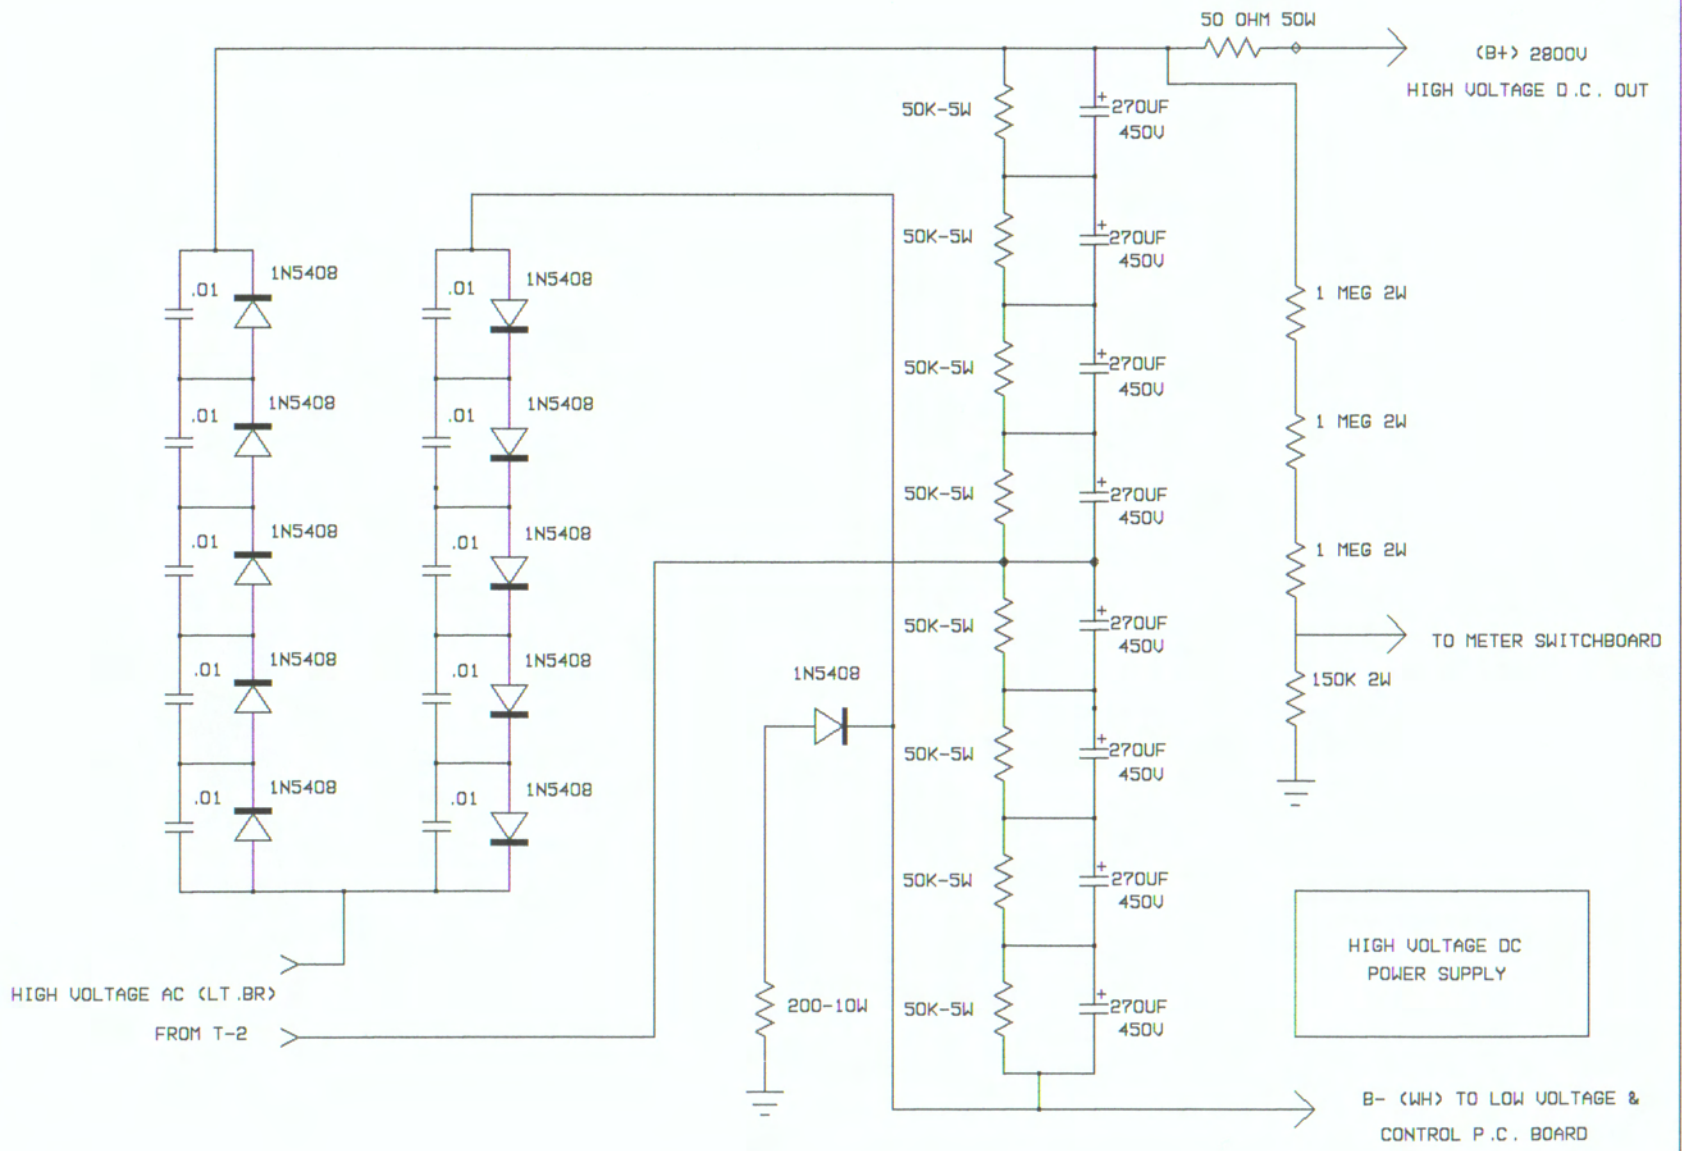 50 OHM 50W
(B+) 2800V
HIGH VOLTAGE D.C. OUT
50K-5W
+
270UF
450V
50K-5W
+
270UF
450V
50K-5W
+
270UF
450V
50K-5W
+
270UF
450V
50K-5W
+
270UF
450V
50K-5W
+
270UF
450V
50K-5W
+
270UF
450V
50K-5W
+
270UF
450V
.01
1N5408
.01
1N5408
.01
1N5408
.01
1N5408
.01
1N5408
.01
1N5408
.01
1N5408
.01
1N5408
.01
1N5408
.01
1N5408
1 MEG 2W
1 MEG 2W
1 MEG 2W
TO METER SWITCHBOARD
150K 2W
1N5408
200-10W
HIGH VOLTAGE AC (LT.BR)
FROM T-2
HIGH VOLTAGE DC
POWER SUPPLY
B- (WH) TO LOW VOLTAGE &
CONTROL P.C. BOARD